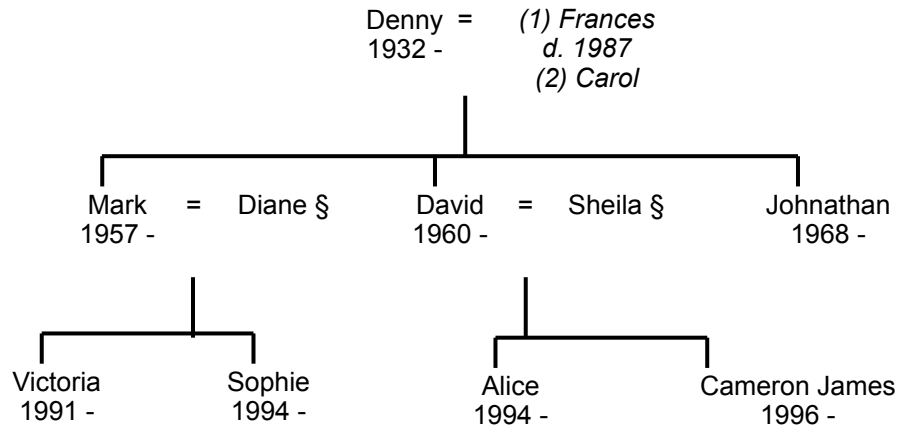 Denny = (1) Frances
1932 - d. 1987
(2) Carol
Mark = Diane § David = Sheila § Johnathan
1957 - 1960 - 1968 -
Victoria Sophie Alice Cameron James
1991 - 1994 - 1994 - 1996 -